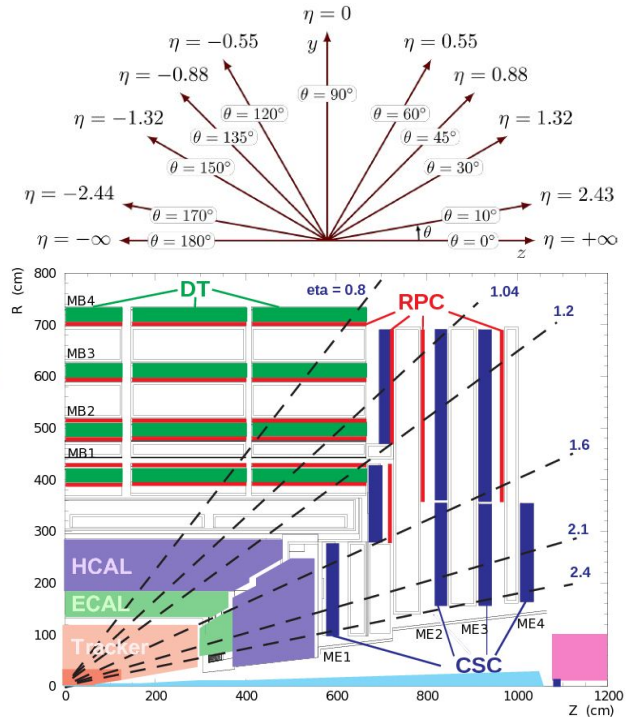 η = 0
η = −0.55
y
η = 0.55
η = −0.88
η = 0.88
θ = 90°
η = −1.32
θ = 120°
θ = 60°
η = 1.32
θ = 135°
θ = 45°
θ = 150°
θ = 30°
η = −2.44
η = 2.43
θ = 170°
θ = 10°
θ
η = −∞
θ = 180°
θ = 0°
η = +∞
z
R (cm)
800
DT
eta = 0.8
1.04
MB4
RPC
1.2
700
MB3
600
MB2
500
MB1
1.6
400
300
2.1
HCAL
2.4
200
ECAL
100
Tracker
ME1
ME2
ME3
ME4
CSC
0
0
200
400
600
800
1000
1200
Z (cm)